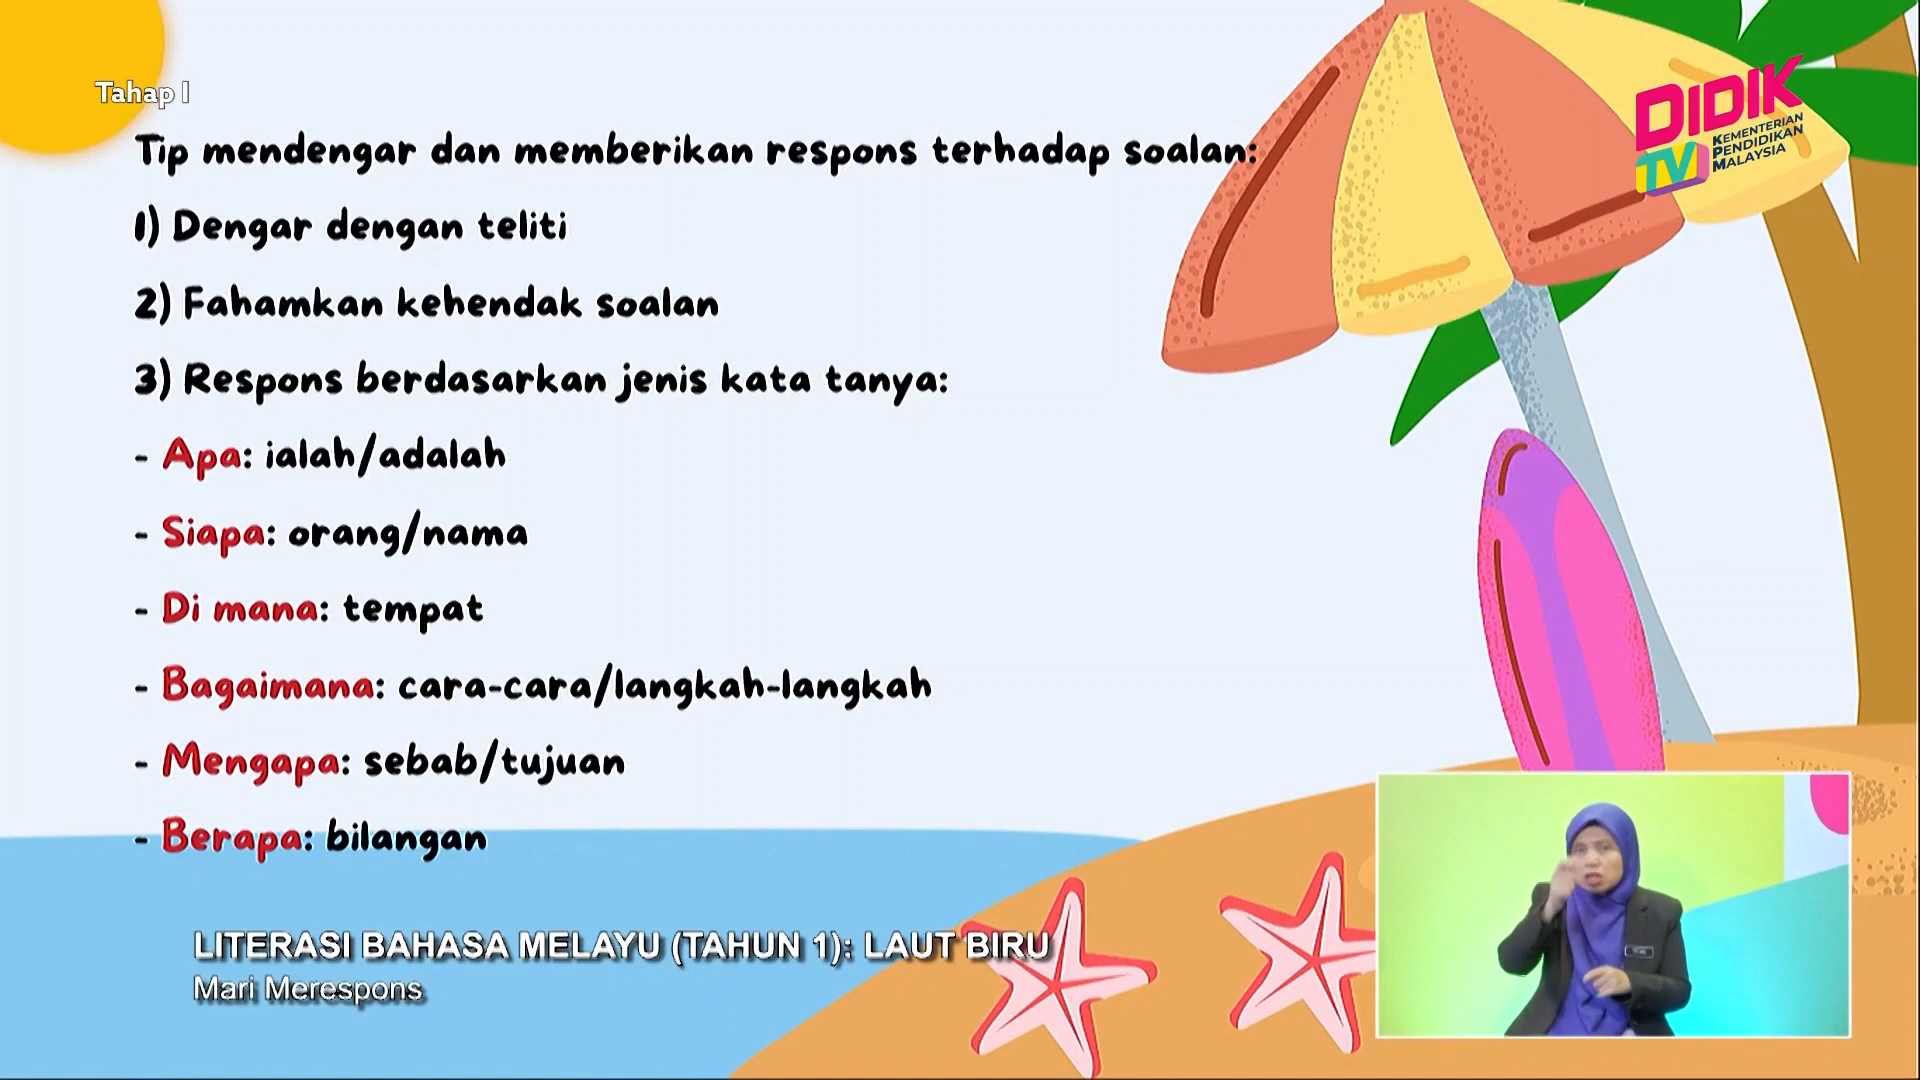 Tahap 1
DIDIK
TV
KEMENTERIAN
PENDIDIKAN
MALAYSIA
Tip mendengar dan memberikan respons terhadap soalan:
1) Dengar dengan teliti
2) Fahamkan kehendak soalan
3) Respons berdasarkan jenis kata tanya:
- Apa: ialah/adalah
- Siapa: orang/nama
- Di mana: tempat
- Bagaimana: cara-cara/langkah-langkah
- Mengapa: sebab/tujuan
- Berapa: bilangan
LITERASI BAHASA MELAYU (TAHUN 1): LAUT BIRU
Mari Merespons